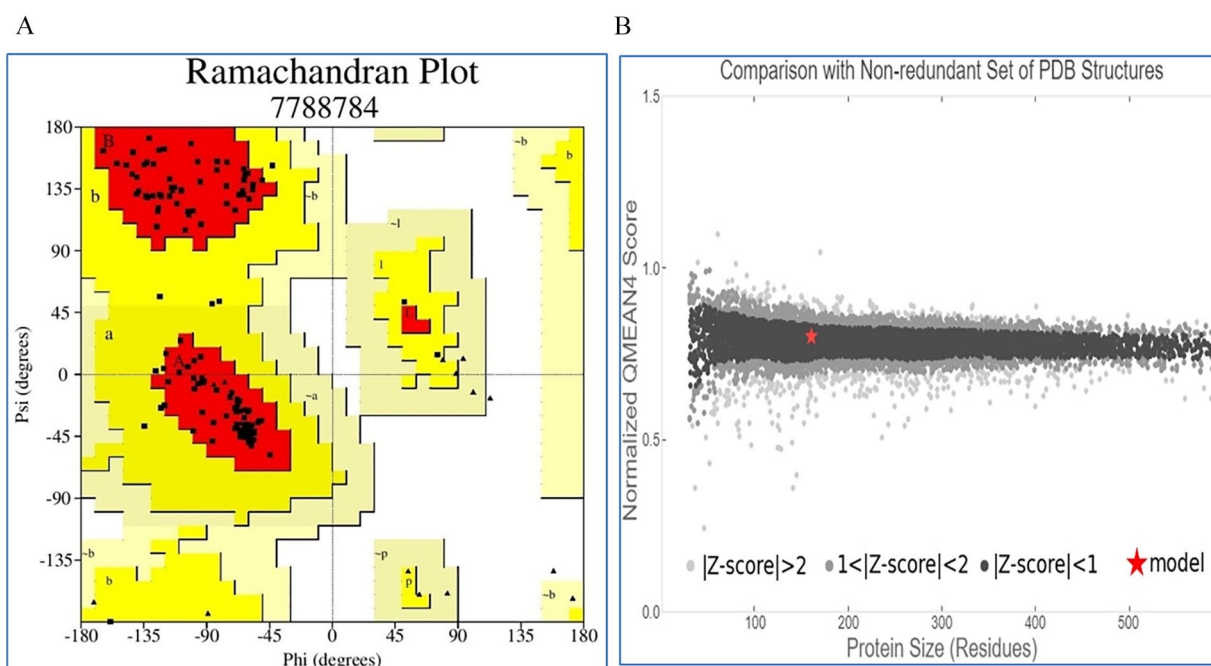 A
B
Ramachandran Plot
7788784
180
135
90
45
0
-45
-90
-135
-180
-135
-90
-45
0
45
90
135
180
Psi (degrees)
Phi (degrees)
B
b
a
A
~b
~a
~l
l
L
~b
b
~b
b
~p
p
~b
Comparison with Non-redundant Set of PDB Structures
1.5
1.0
0.5
0.0
Normalized QMEAN4 Score
|Z-score|>2
1<|Z-score|<2
|Z-score|<1
model
100
200
300
400
500
Protein Size (Residues)